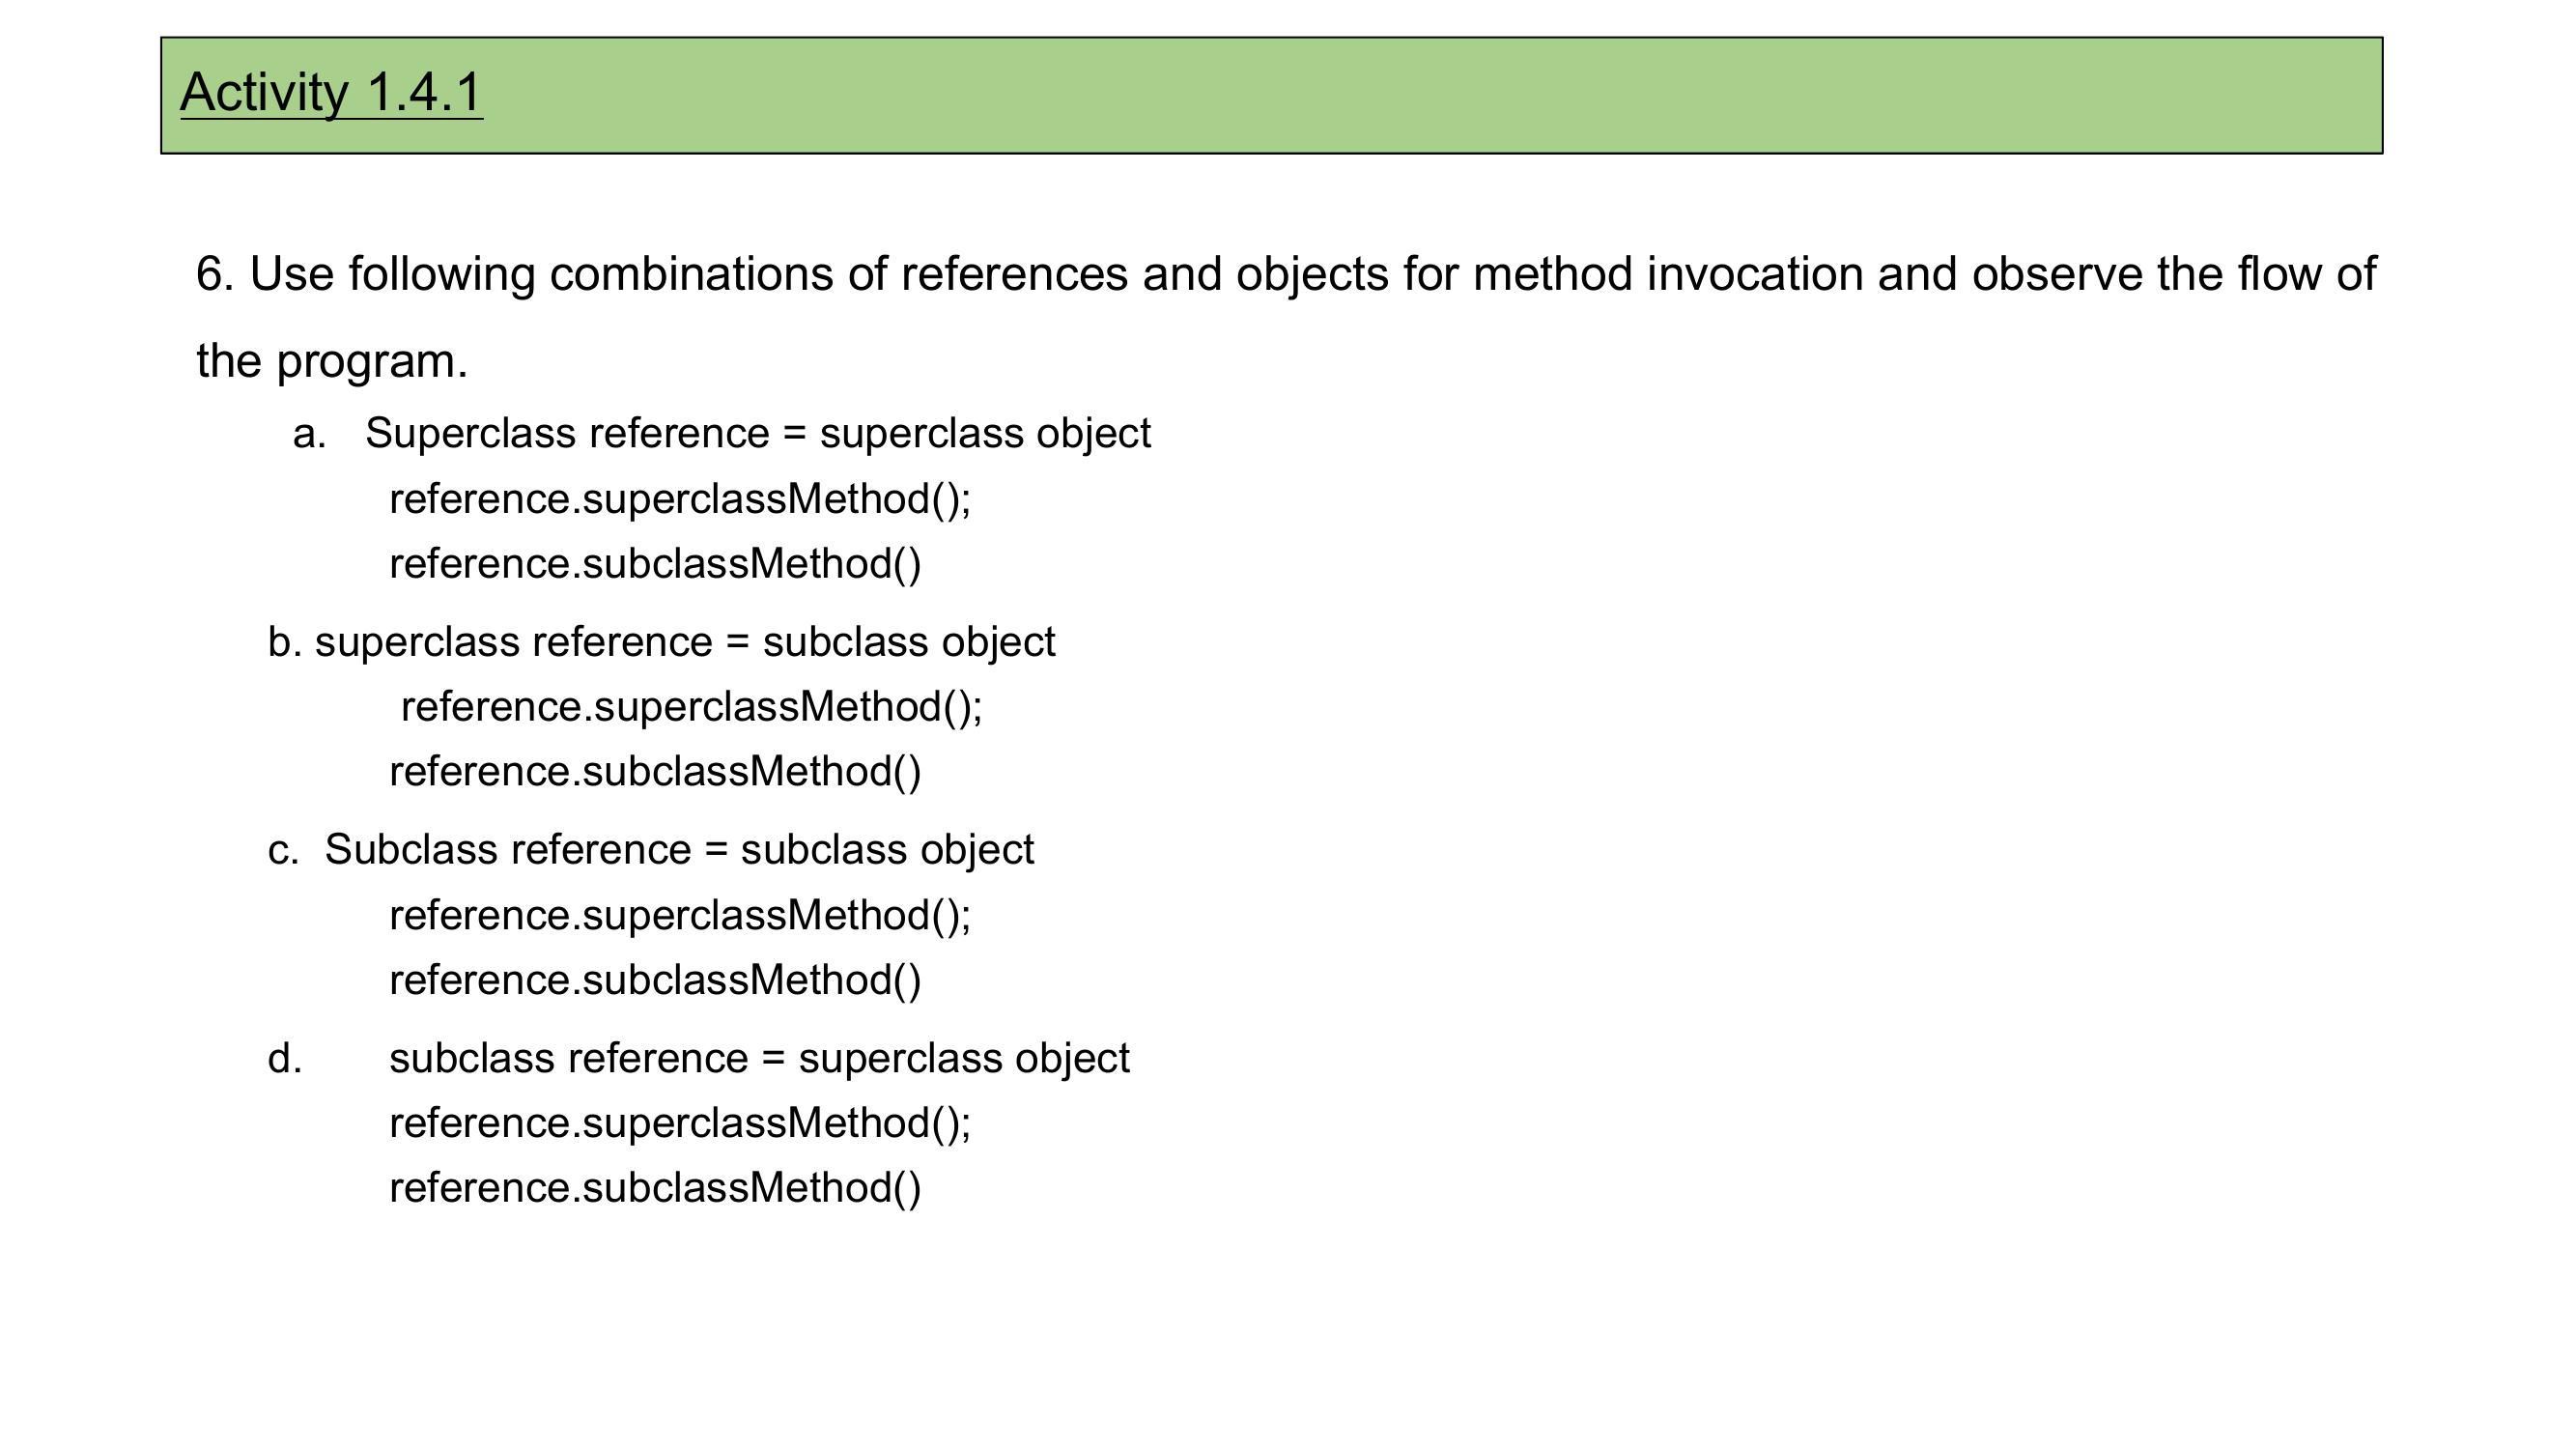 Activity 1.4.1
6. Use following combinations of references and objects for method invocation and observe the flow of
the program.
a. Superclass reference = superclass object
reference.superclassMethod();
reference.subclassMethod()
b. superclass reference = subclass object
reference.superclassMethod();
reference.subclassMethod()
c. Subclass reference = subclass object
reference.superclassMethod();
reference.subclassMethod()
d. subclass reference = superclass object
reference.superclassMethod();
reference.subclassMethod()